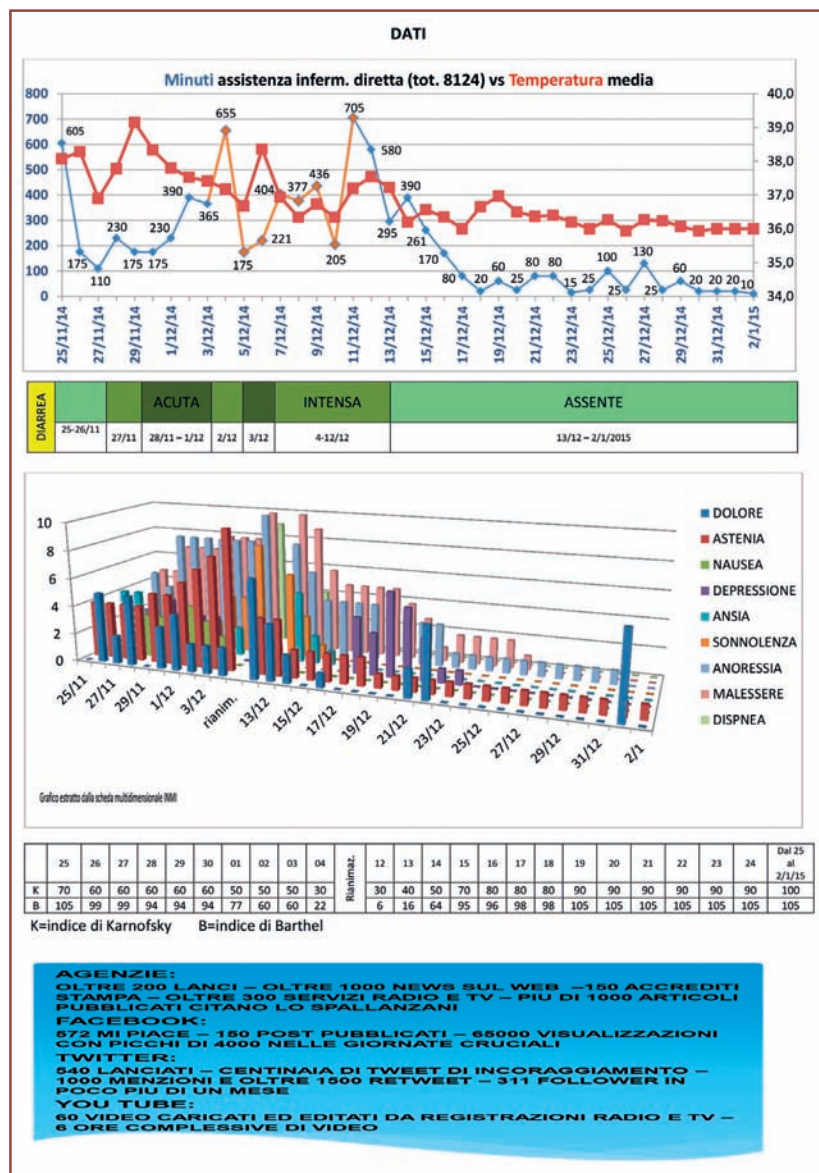 DATI
Minuti assistenza inferm. diretta (tot. 8124) vs Temperatura media
800
700
600
500
400
300
200
100
0
40,0
39,0
38,0
37,0
36,0
35,0
34,0
605
175
110
230
175
175
230
390
365
655
175
221
404
377
436
205
705
580
295
390
261
170
80
20
60
25
80
80
15
25
100
25
130
25
60
20
20
20
10
25/11/14
27/11/14
29/11/14
1/12/14
3/12/14
5/12/14
7/12/14
9/12/14
11/12/14
13/12/14
15/12/14
17/12/14
19/12/14
21/12/14
23/12/14
25/12/14
27/12/14
29/12/14
31/12/14
2/1/15
DIARREA
ACUTA INTENSA ASSENTE
25-26/11 27/11 28/11 – 1/12 2/12 3/12 4-12/12 13/12 – 2/1/2015
10
8
6
4
2
0
25/11
27/11
29/11
1/12
3/12
rianim.
13/12
15/12
17/12
19/12
21/12
23/12
25/12
27/12
29/12
31/12
2/1
DOLORE
ASTENIA
NAUSEA
DEPRESSIONE
ANSIA
SONNOLENZA
ANORESSIA
MALESSERE
DISPNEA
Grafico estratto dalla scheda multidimensionale INMI
25 26 27 28 29 30 01 02 03 04 Rianimaz. 12 13 14 15 16 17 18 19 20 21 22 23 24 Dal 25 al 2/1/15
K 70 60 60 60 60 60 50 50 50 30 30 40 50 70 80 80 80 90 90 90 90 90 90 100
B 105 99 99 94 94 94 77 60 60 22 6 16 64 95 96 98 98 105 105 105 105 105 105 105
K=indice di Karnofsky B=indice di Barthel
AGENZIE:
OLTRE 200 LANCI – OLTRE 1000 NEWS SUL WEB –150 ACCREDITI
STAMPA – OLTRE 300 SERVIZI RADIO E TV – PIU DI 1000 ARTICOLI
PUBBLICATI CITANO LO SPALLANZANI
FACEBOOK:
572 MI PIACE – 150 POST PUBBLICATI – 65000 VISUALIZZAZIONI
CON PICCHI DI 4000 NELLE GIORNATE CRUCIALI
TWITTER:
540 LANCIATI – CENTINAIA DI TWEET DI INCORAGGIAMENTO –
1000 MENZIONI E OLTRE 1500 RETWEET – 311 FOLLOWER IN
POCO PIU DI UN MESE
YOU TUBE:
60 VIDEO CARICATI ED EDITATI DA REGISTRAZIONI RADIO E TV –
6 ORE COMPLESSIVE DI VIDEO